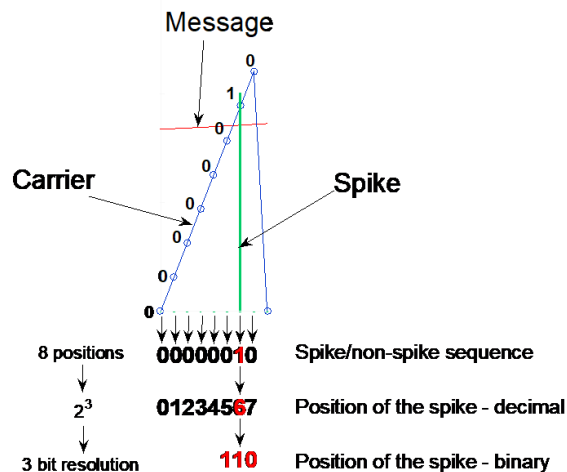 Message
0
1
0
0
Carrier
Spike
0
0
0
0
8 positions 00000010 Spike/non-spike sequence
2³ 01234567 Position of the spike - decimal
3 bit resolution 110 Position of the spike - binary